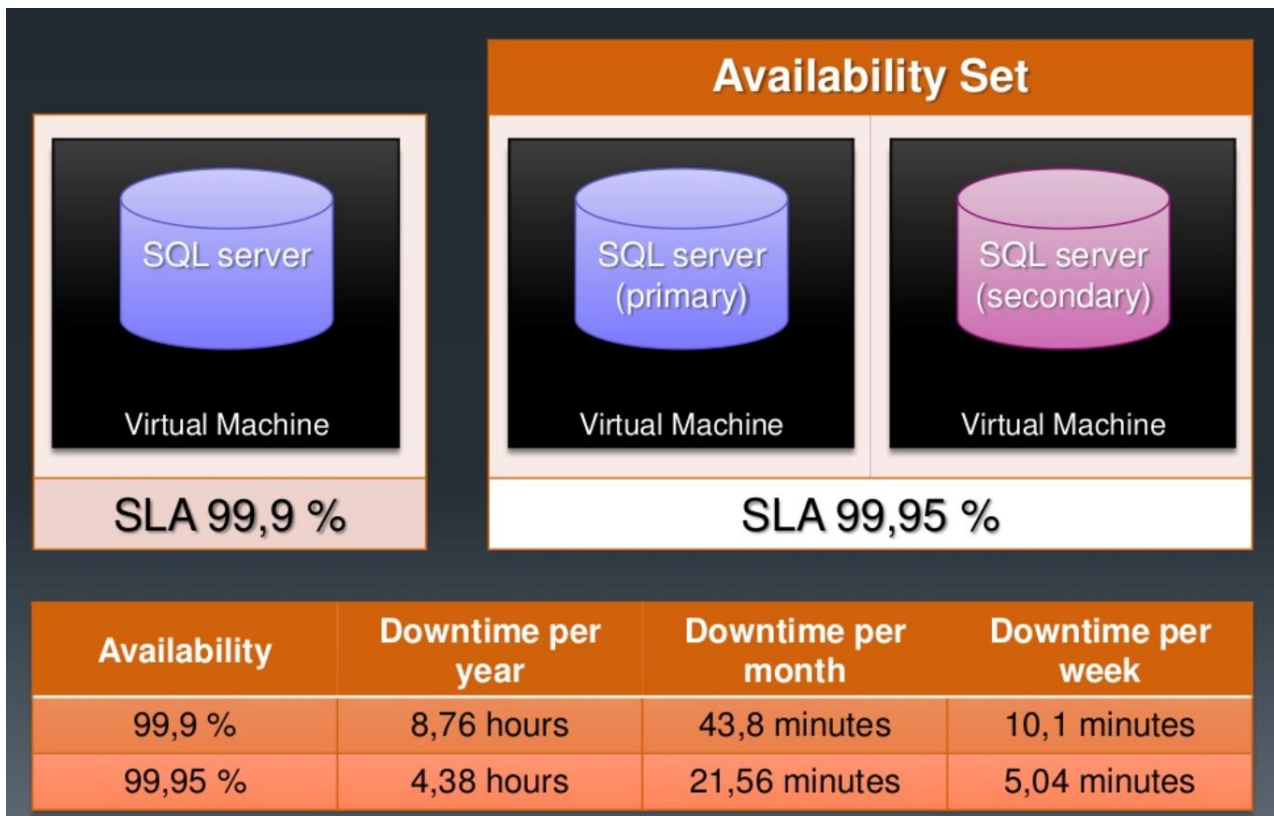 Availability Set
SQL server
Virtual Machine
SLA 99,9 %
SQL server
(primary)
Virtual Machine
SQL server
(secondary)
Virtual Machine
SLA 99,95 %
Availability
Downtime per
year
Downtime per
month
Downtime per
week
99,9 %
8,76 hours
43,8 minutes
10,1 minutes
99,95 %
4,38 hours
21,56 minutes
5,04 minutes